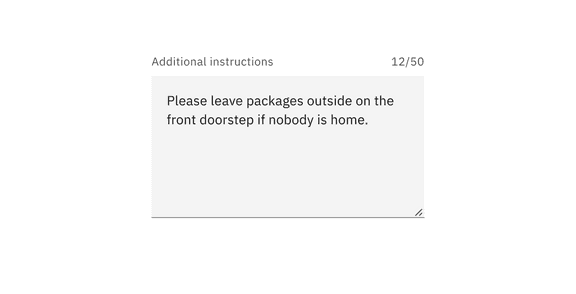 Additional instructions 12/50
Please leave packages outside on the
front doorstep if nobody is home.